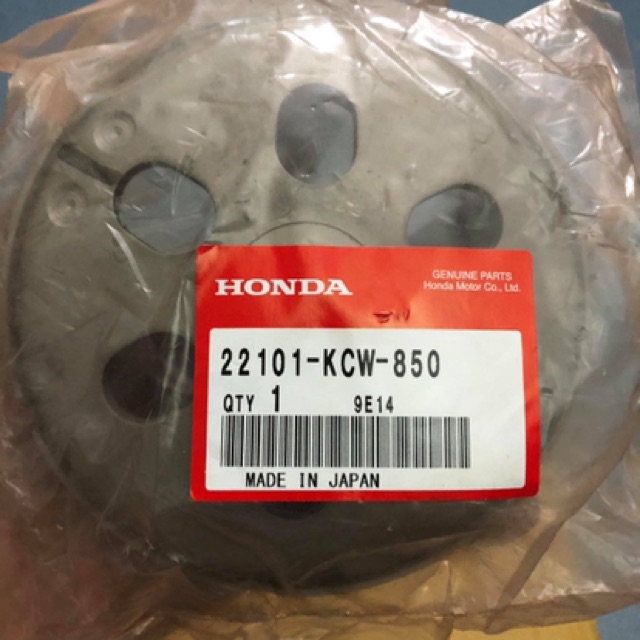 HONDA
GENUINE PARTS
Honda Motor Co., Ltd.
22101-KCW-850
QTY 1 9E14
MADE IN JAPAN